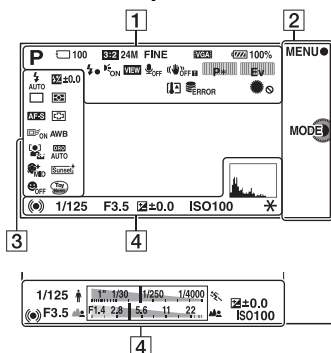 1
2
P 100 3:2 24M FINE VGA 100%
MENU
AUTO ±0.0
ON VIEW OFF OFF P* Ev
ERROR
AF-S
ON AWB
DRO AUTO
MODE
MID Sunset+
OFF Toy
3
1/125 F3.5 ±0.0 ISO100
4
1/125 1" 1/30 1/250 1/4000 ±0.0
F3.5 F1.4 2.8 5.6 11 22 ISO100
4